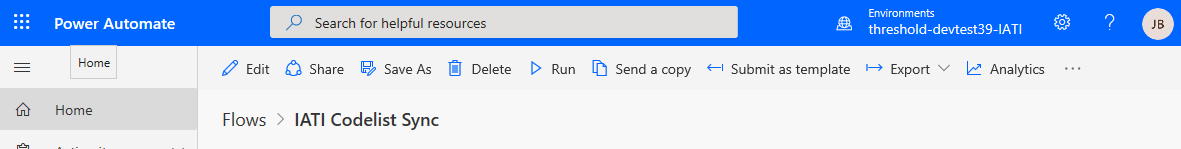 Power Automate
Search for helpful resources
Environments
threshold-devtest39-IATI
JB
Home
Edit
Share
Save As
Delete
Run
Send a copy
Submit as template
Export
Analytics
Home
Flows > IATI Codelist Sync